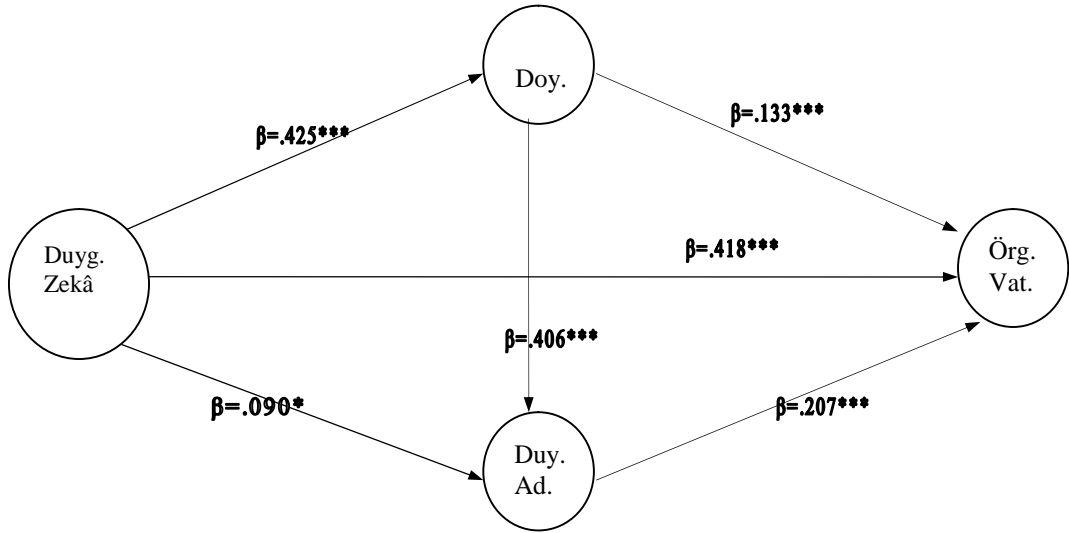 Doy.
β=.425***
β=.133***
Duyg.
Zekâ
β=.418***
Örg.
Vat.
β=.406***
β=.090*
β=.207***
Duy.
Ad.